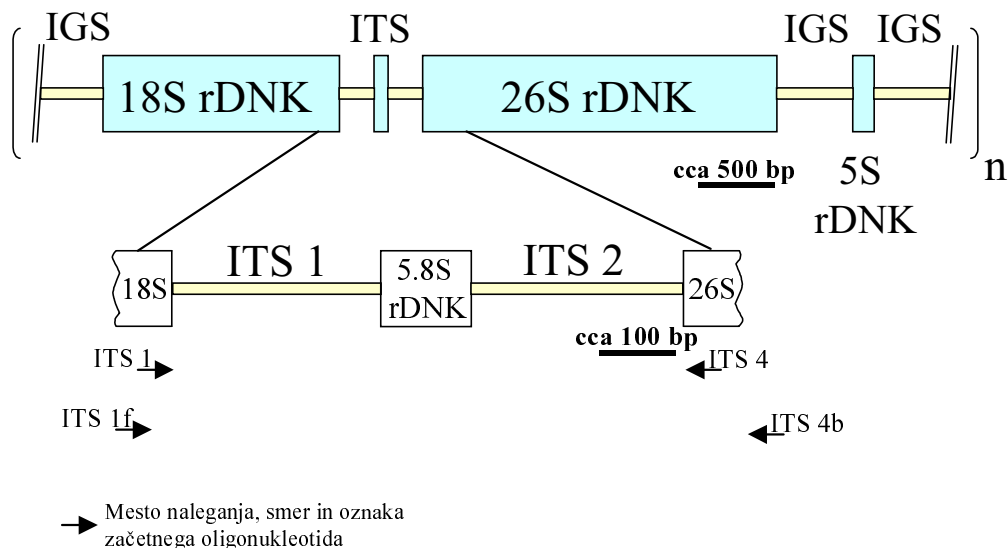 IGS ITS IGS IGS
18S rDNK 26S rDNK
cca 500 bp
5S
rDNK
n
ITS 1 ITS 2
18S 5.8S
rDNK 26S
cca 100 bp
ITS 1 ITS 4
ITS 1f ITS 4b
Mesto naleganja, smer in oznaka
začetnega oligonukleotida